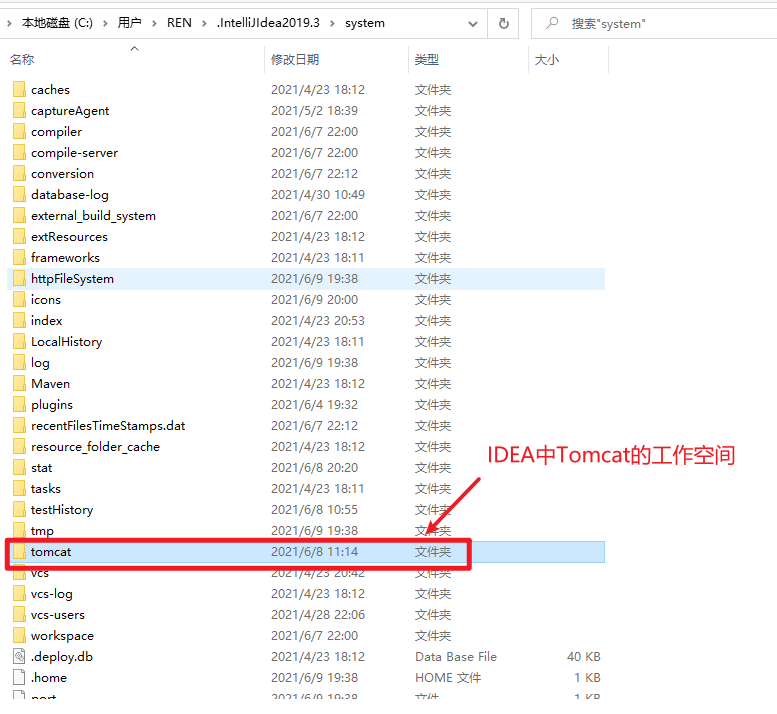 本地磁盘 (C:) › 用户 › REN › .IntelliJIdea2019.3 › system 搜索"system"
名称 修改日期 类型 大小
caches 2021/4/23 18:12 文件夹
captureAgent 2021/5/2 18:39 文件夹
compiler 2021/6/7 22:00 文件夹
compile-server 2021/6/7 22:00 文件夹
conversion 2021/6/7 22:12 文件夹
database-log 2021/4/30 10:49 文件夹
external_build_system 2021/6/7 22:00 文件夹
extResources 2021/4/23 18:12 文件夹
frameworks 2021/4/23 18:11 文件夹
httpFileSystem 2021/6/9 19:38 文件夹
icons 2021/6/9 20:00 文件夹
index 2021/4/23 20:53 文件夹
LocalHistory 2021/4/23 18:11 文件夹
log 2021/6/9 19:38 文件夹
Maven 2021/4/23 18:12 文件夹
plugins 2021/6/4 19:32 文件夹
recentFilesTimeStamps.dat 2021/6/7 22:12 文件夹
resource_folder_cache 2021/4/23 18:12 文件夹
IDEA中Tomcat的工作空间
stat 2021/6/8 20:20 文件夹
tasks 2021/4/23 18:11 文件夹
testHistory 2021/6/8 10:55 文件夹
tmp 2021/6/9 19:38 文件夹
tomcat 2021/6/8 11:14 文件夹
vcs 2021/4/23 20:42 文件夹
vcs-log 2021/4/23 18:12 文件夹
vcs-users 2021/4/28 22:06 文件夹
workspace 2021/6/7 22:00 文件夹
.deploy.db 2021/4/23 18:12 Data Base File 40 KB
.home 2021/6/9 19:38 HOME 文件 1 KB
port 2021/6/9 19:38 文件 1 KB